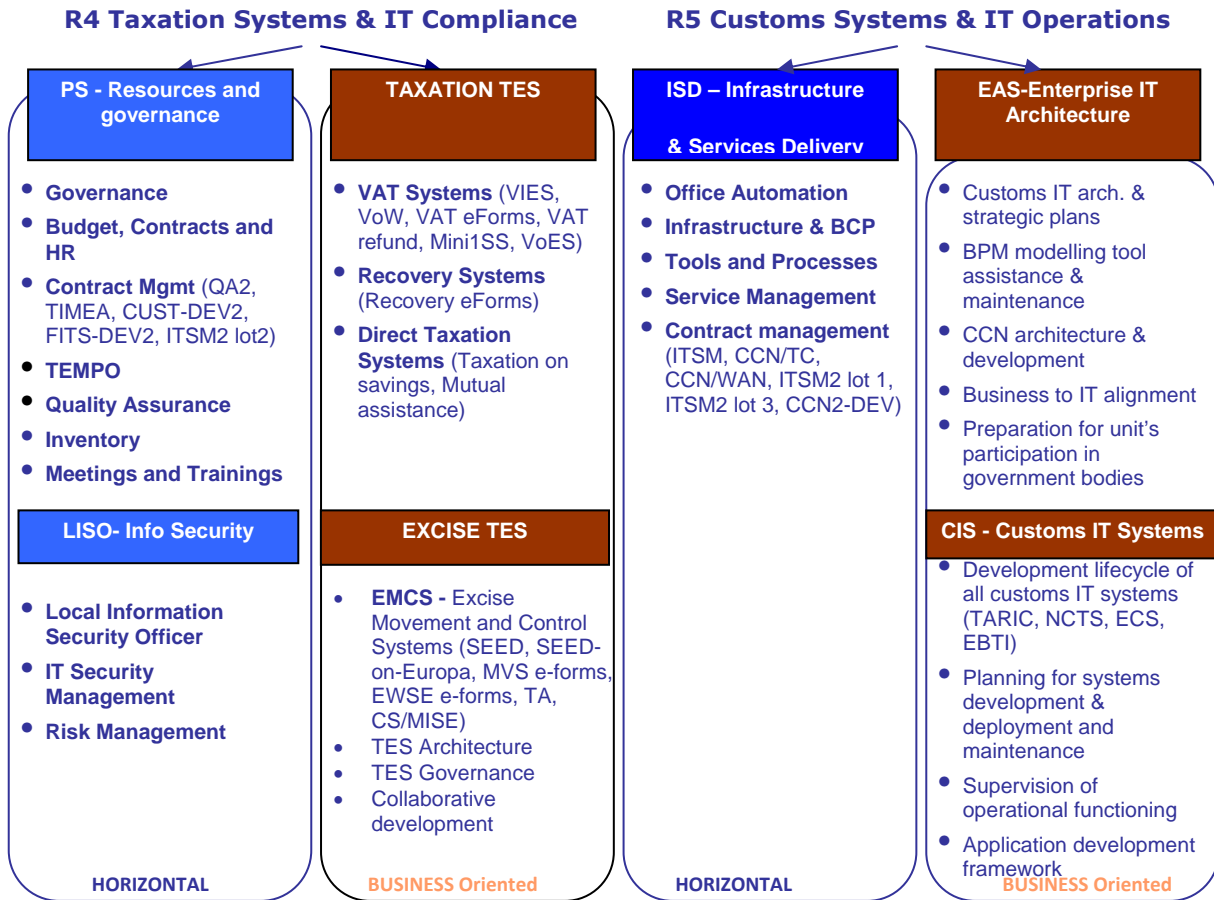 R4 Taxation Systems & IT Compliance
R5 Customs Systems & IT Operations
PS - Resources and
governance
• Governance
• Budget, Contracts and
HR
• Contract Mgmt (QA2,
TIMEA, CUST-DEV2,
FITS-DEV2, ITSM2 lot2)
• TEMPO
• Quality Assurance
• Inventory
• Meetings and Trainings
LISO- Info Security
• Local Information
Security Officer
• IT Security
Management
• Risk Management
HORIZONTAL
TAXATION TES
• VAT Systems (VIES,
VoW, VAT eForms, VAT
refund, Mini1SS, VoES)
• Recovery Systems
(Recovery eForms)
• Direct Taxation
Systems (Taxation on
savings, Mutual
assistance)
EXCISE TES
• EMCS - Excise
Movement and Control
Systems (SEED, SEED-
on-Europa, MVS e-forms,
EWSE e-forms, TA,
CS/MISE)
• TES Architecture
• TES Governance
• Collaborative
development
BUSINESS Oriented
ISD – Infrastructure
& Services Delivery
• Office Automation
• Infrastructure & BCP
• Tools and Processes
• Service Management
• Contract management
(ITSM, CCN/TC,
CCN/WAN, ITSM2 lot 1,
ITSM2 lot 3, CCN2-DEV)
HORIZONTAL
EAS-Enterprise IT
Architecture
• Customs IT arch. &
strategic plans
• BPM modelling tool
assistance &
maintenance
• CCN architecture &
development
• Business to IT alignment
• Preparation for unit's
participation in
government bodies
CIS - Customs IT Systems
• Development lifecycle of
all customs IT systems
(TARIC, NCTS, ECS,
EBTI)
• Planning for systems
development &
deployment and
maintenance
• Supervision of
operational functioning
• Application development
framework
BUSINESS Oriented